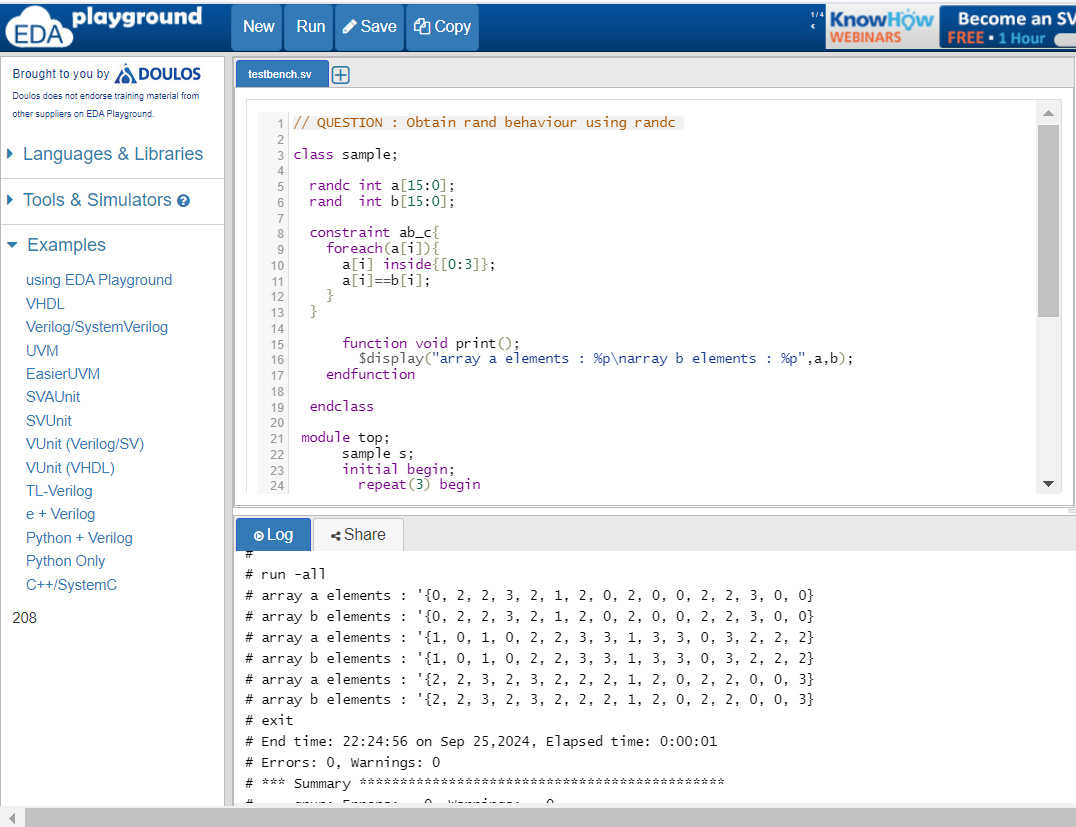 EDA playground
New Run Save Copy
1/4
<
KnowHow
WEBINARS
Become an SV
FREE • 1 Hour
Brought to you by DOULOS
Doulos does not endorse training material from
other suppliers on EDA Playground.
Languages & Libraries
Tools & Simulators ?
Examples
using EDA Playground
VHDL
Verilog/SystemVerilog
UVM
EasierUVM
SVAUnit
SVUnit
VUnit (Verilog/SV)
VUnit (VHDL)
TL-Verilog
e + Verilog
Python + Verilog
Python Only
C++/SystemC
208
testbench.sv
1 // QUESTION : Obtain rand behaviour using randc
2
3 class sample;
4
5 randc int a[15:0];
6 rand  int b[15:0];
7
8 constraint ab_c{
9 foreach(a[i]){
10 a[i] inside{[0:3]};
11 a[i]==b[i];
12 }
13 }
14
15 function void print();
16 $display("array a elements : %p\narray b elements : %p",a,b);
17 endfunction
18
19 endclass
20
21 module top;
22 sample s;
23 initial begin;
24 repeat(3) begin
Log Share
#
# run -all
# array a elements : '{0, 2, 2, 3, 2, 1, 2, 0, 2, 0, 0, 2, 2, 3, 0, 0}
# array b elements : '{0, 2, 2, 3, 2, 1, 2, 0, 2, 0, 0, 2, 2, 3, 0, 0}
# array a elements : '{1, 0, 1, 0, 2, 2, 3, 3, 1, 3, 3, 0, 3, 2, 2, 2}
# array b elements : '{1, 0, 1, 0, 2, 2, 3, 3, 1, 3, 3, 0, 3, 2, 2, 2}
# array a elements : '{2, 2, 3, 2, 3, 2, 2, 2, 1, 2, 0, 2, 2, 0, 0, 3}
# array b elements : '{2, 2, 3, 2, 3, 2, 2, 2, 1, 2, 0, 2, 2, 0, 0, 3}
# exit
# End time: 22:24:56 on Sep 25,2024, Elapsed time: 0:00:01
# Errors: 0, Warnings: 0
# *** Summary *********************************************